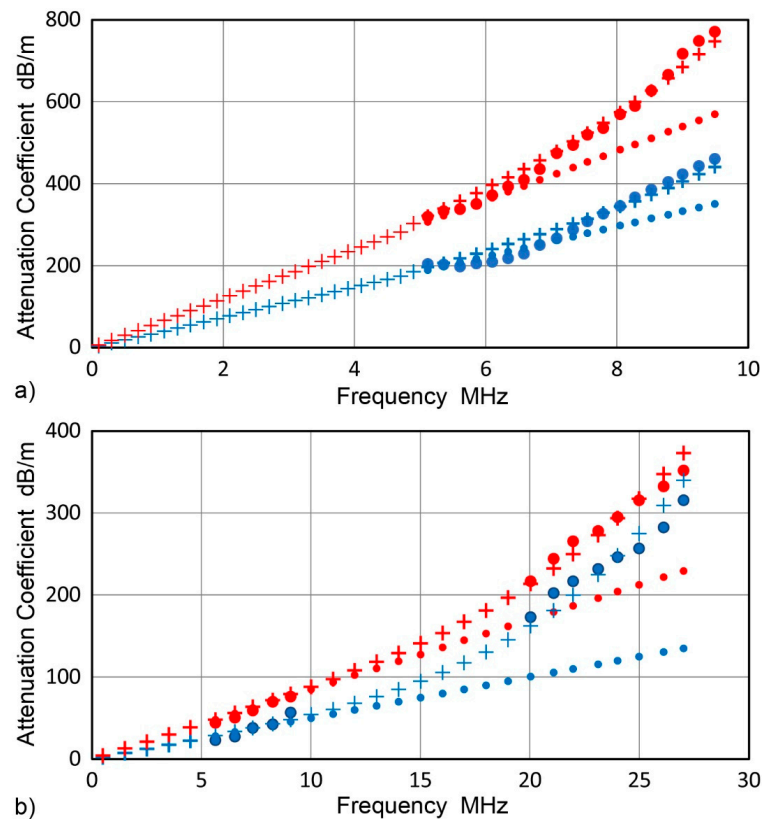 800
600
400
200
0
Attenuation Coefficient dB/m
0 2 4 6 8 10
a) Frequency MHz
400
300
200
100
0
Attenuation Coefficient dB/m
0 5 10 15 20 25 30
b) Frequency MHz